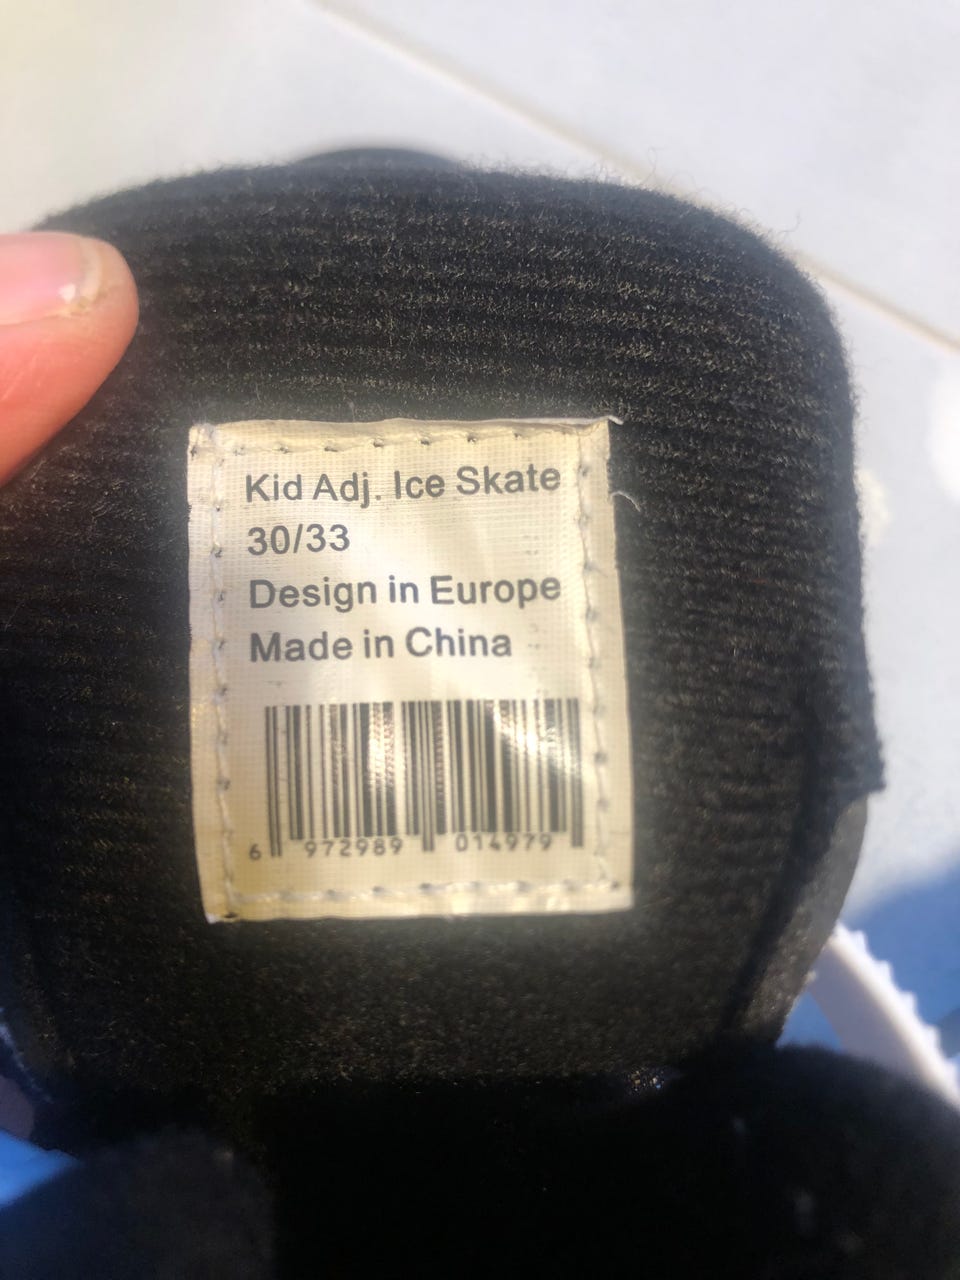 Kid Adj. Ice Skate
30/33
Design in Europe
Made in China
6 972989 014979